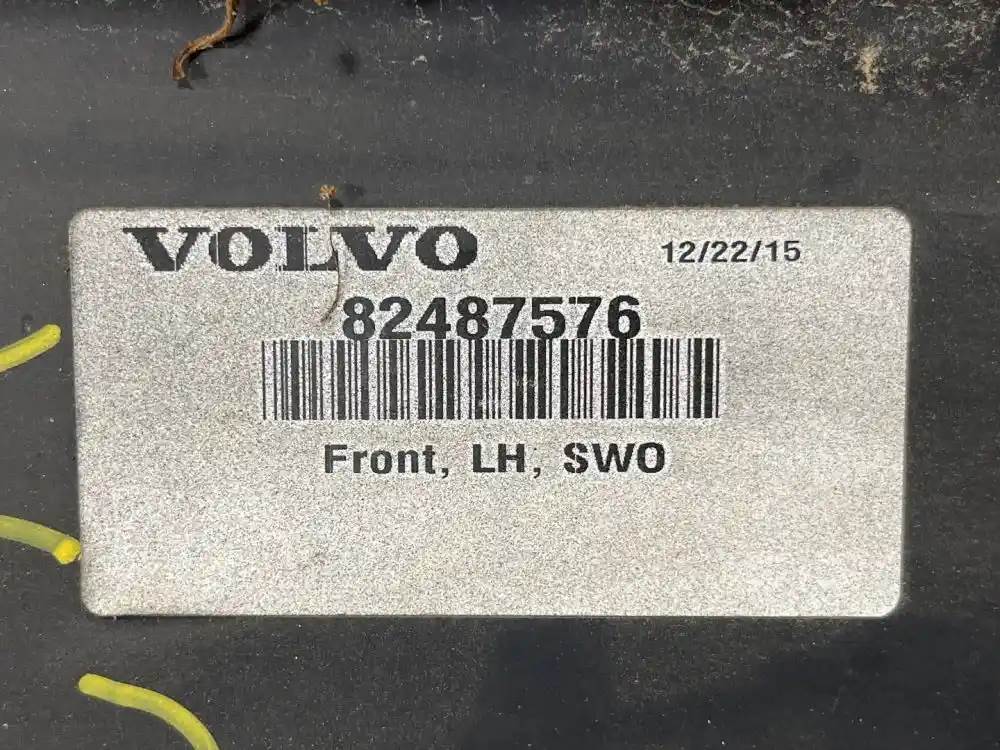 VOLVO 12/22/15
82487576
Front, LH, SWO